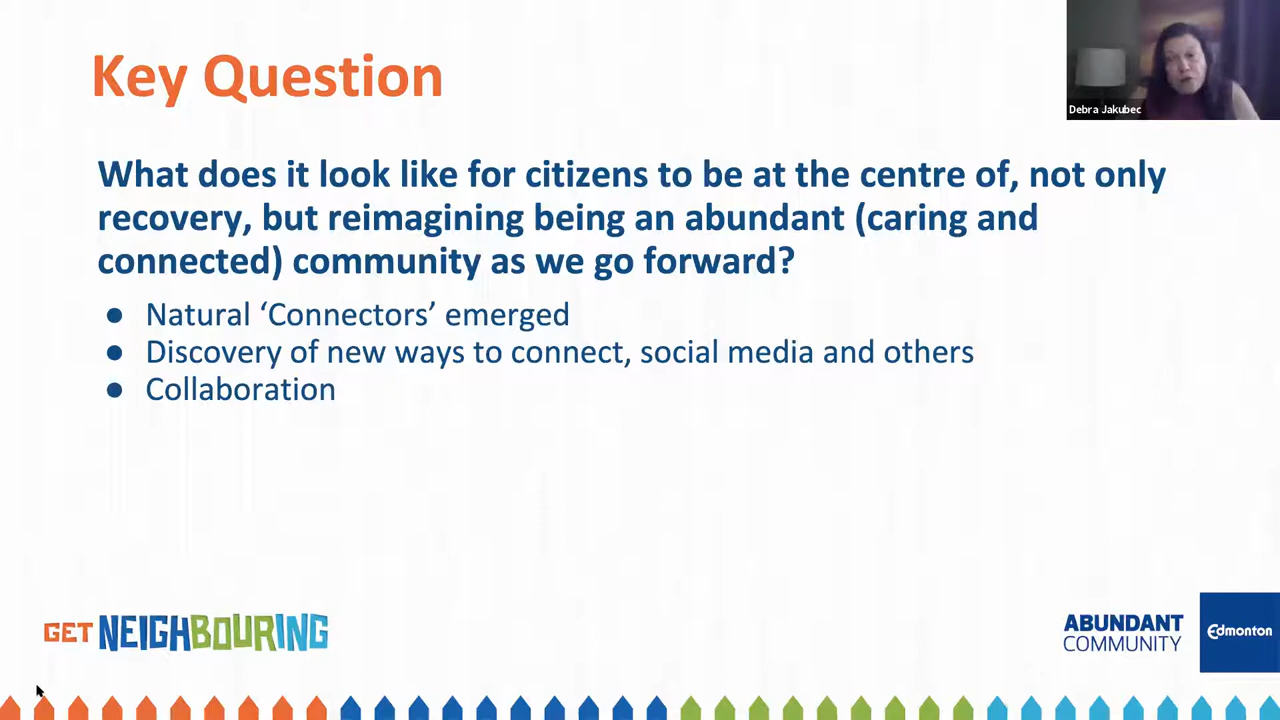 Key Question
Debra Jakubec
What does it look like for citizens to be at the centre of, not only
recovery, but reimagining being an abundant (caring and
connected) community as we go forward?
● Natural ‘Connectors’ emerged
● Discovery of new ways to connect, social media and others
● Collaboration
GET NEIGHBOURING
ABUNDANT
COMMUNITY
Edmonton